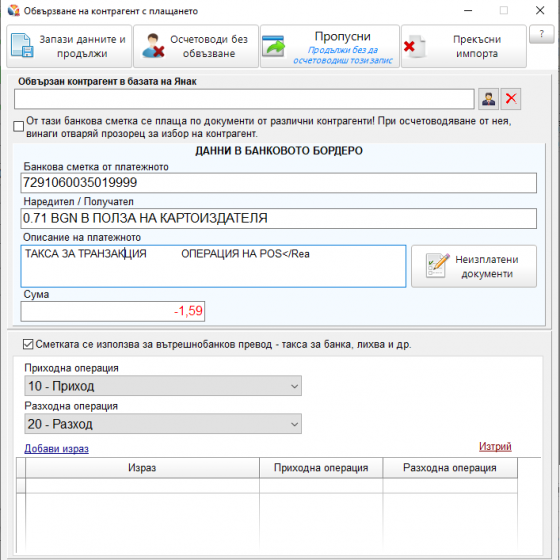 Обвързване на контрагент с плащането
Запази данните и
продължи
Осчетоводи без
обвързване
Пропусни
Продължи без да
осчетоводиш този запис
Прекъсни
импорта
?
Обвързан контрагент в базата на Янак
От тази банкова сметка се плаща по документи от различни контрагенти! При осчетоводяване от нея,
винаги отваряй прозорец за избор на контрагент.
ДАННИ В БАНКОВОТО БОРДЕРО
Банкова сметка от платежното
7291060035019999
Наредител / Получател
0.71 BGN В ПОЛЗА НА КАРТОИЗДАТЕЛЯ
Описание на платежното
ТАКСА ЗА ТРАНЗАКЦИЯ ОПЕРАЦИЯ НА POS</Rea
Неизплатени
документи
Сума
-1,59
Сметката се използва за вътрешнобанков превод - такса за банка, лихва и др.
Приходна операция
10 - Приход
Разходна операция
20 - Разход
Добави израз
Изтрий
Израз Приходна операция Разходна операция